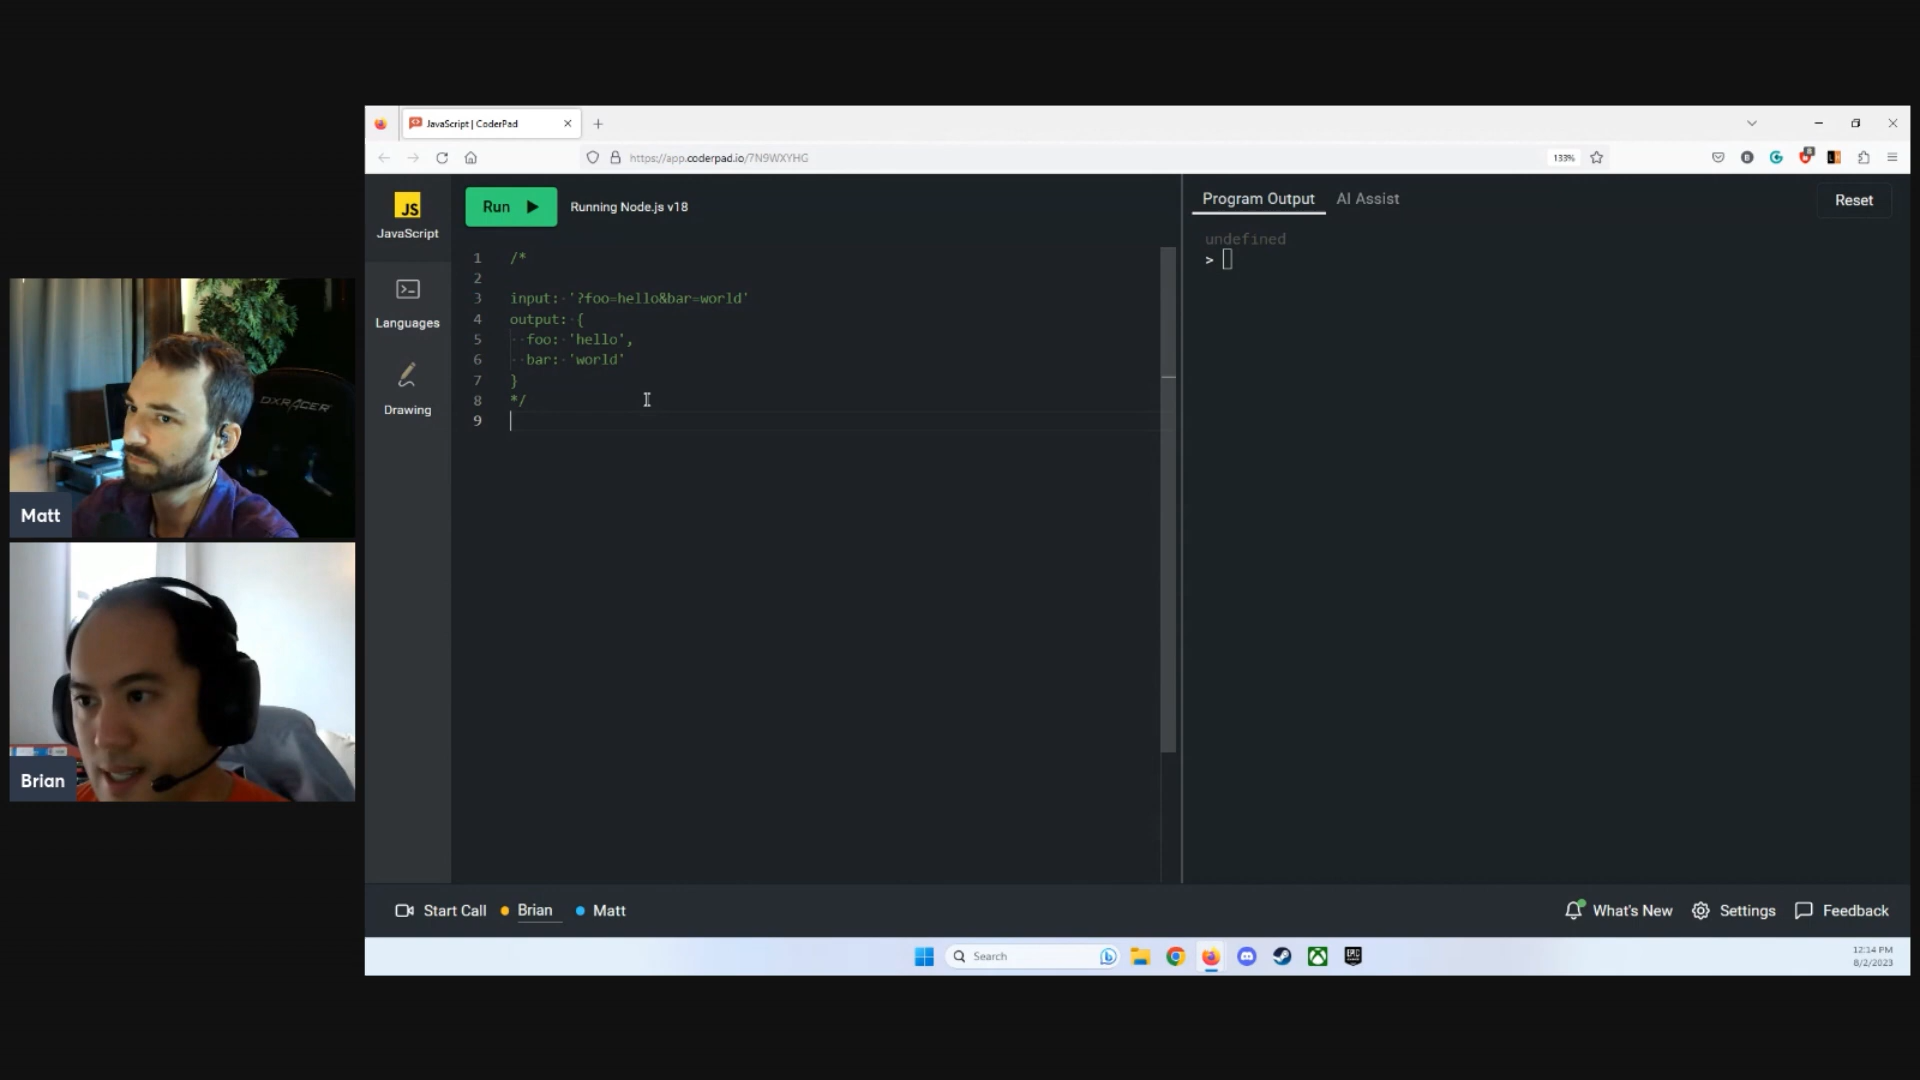 JavaScript | CoderPad
https://app.coderpad.io/7N9WXYHG
133%
JS
JavaScript
Languages
Drawing
Run
Running Node.js v18
1 /*
2
3 input: '?foo=hello&bar=world'
4 output: {
5 foo: 'hello',
6 bar: 'world'
7 }
8 */
9
Program Output
AI Assist
Reset
undefined
>
DXRACER
Matt
Brian
Start Call
Brian
Matt
What's New
Settings
Feedback
Search
EPIC
12:14 PM
8/2/2023